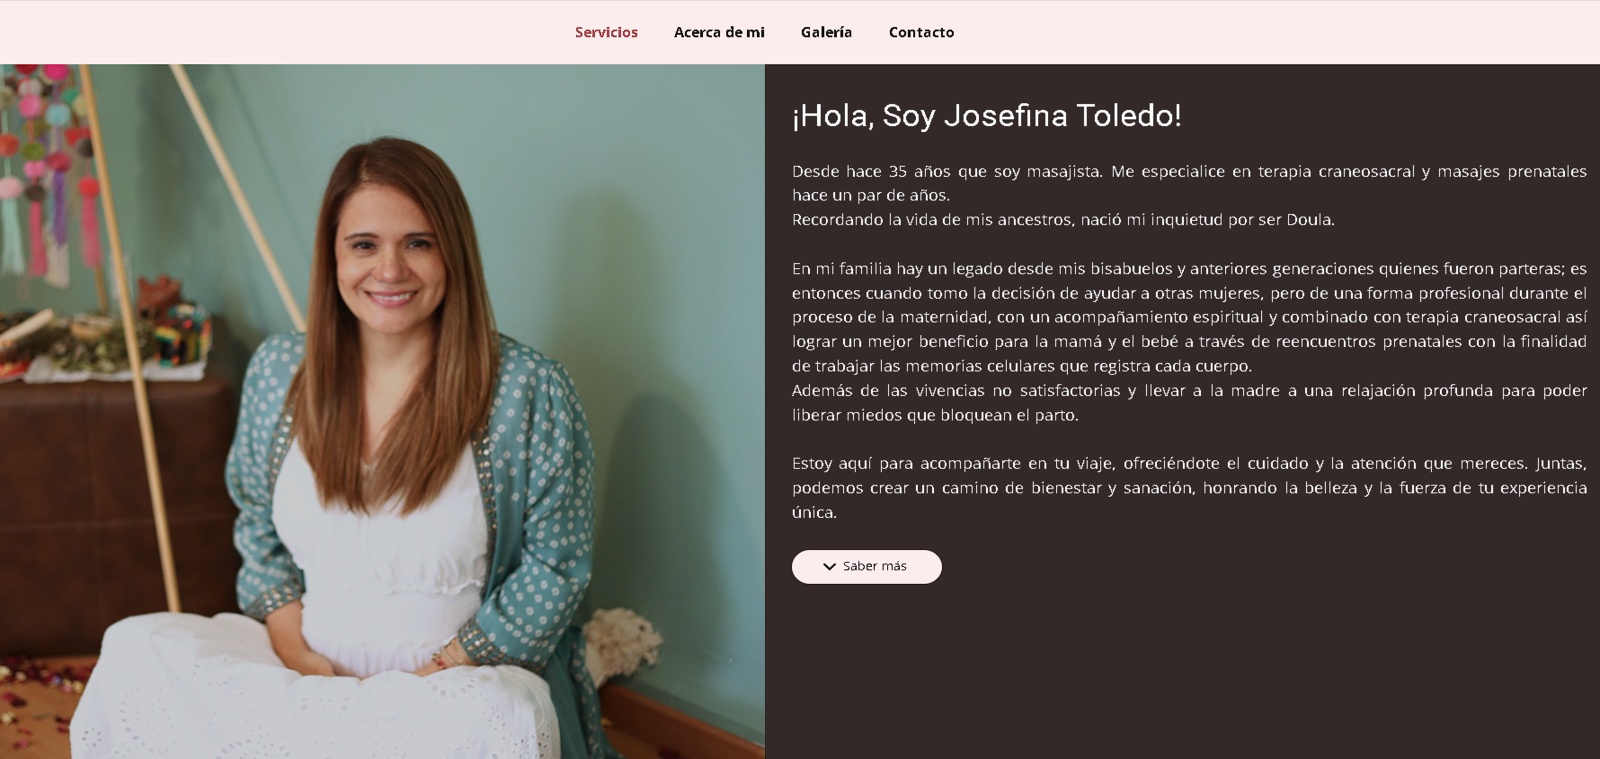 Servicios Acerca de mi Galería Contacto
¡Hola, Soy Josefina Toledo!
Desde hace 35 años que soy masajista. Me especialice en terapia craneosacral y masajes prenatales
hace un par de años.
Recordando la vida de mis ancestros, nació mi inquietud por ser Doula.
En mi familia hay un legado desde mis bisabuelos y anteriores generaciones quienes fueron parteras; es
entonces cuando tomo la decisión de ayudar a otras mujeres, pero de una forma profesional durante el
proceso de la maternidad, con un acompañamiento espiritual y combinado con terapia craneosacral así
lograr un mejor beneficio para la mamá y el bebé a través de reencuentros prenatales con la finalidad
de trabajar las memorias celulares que registra cada cuerpo.
Además de las vivencias no satisfactorias y llevar a la madre a una relajación profunda para poder
liberar miedos que bloquean el parto.
Estoy aquí para acompañarte en tu viaje, ofreciéndote el cuidado y la atención que mereces. Juntas,
podemos crear un camino de bienestar y sanación, honrando la belleza y la fuerza de tu experiencia
única.
Saber más